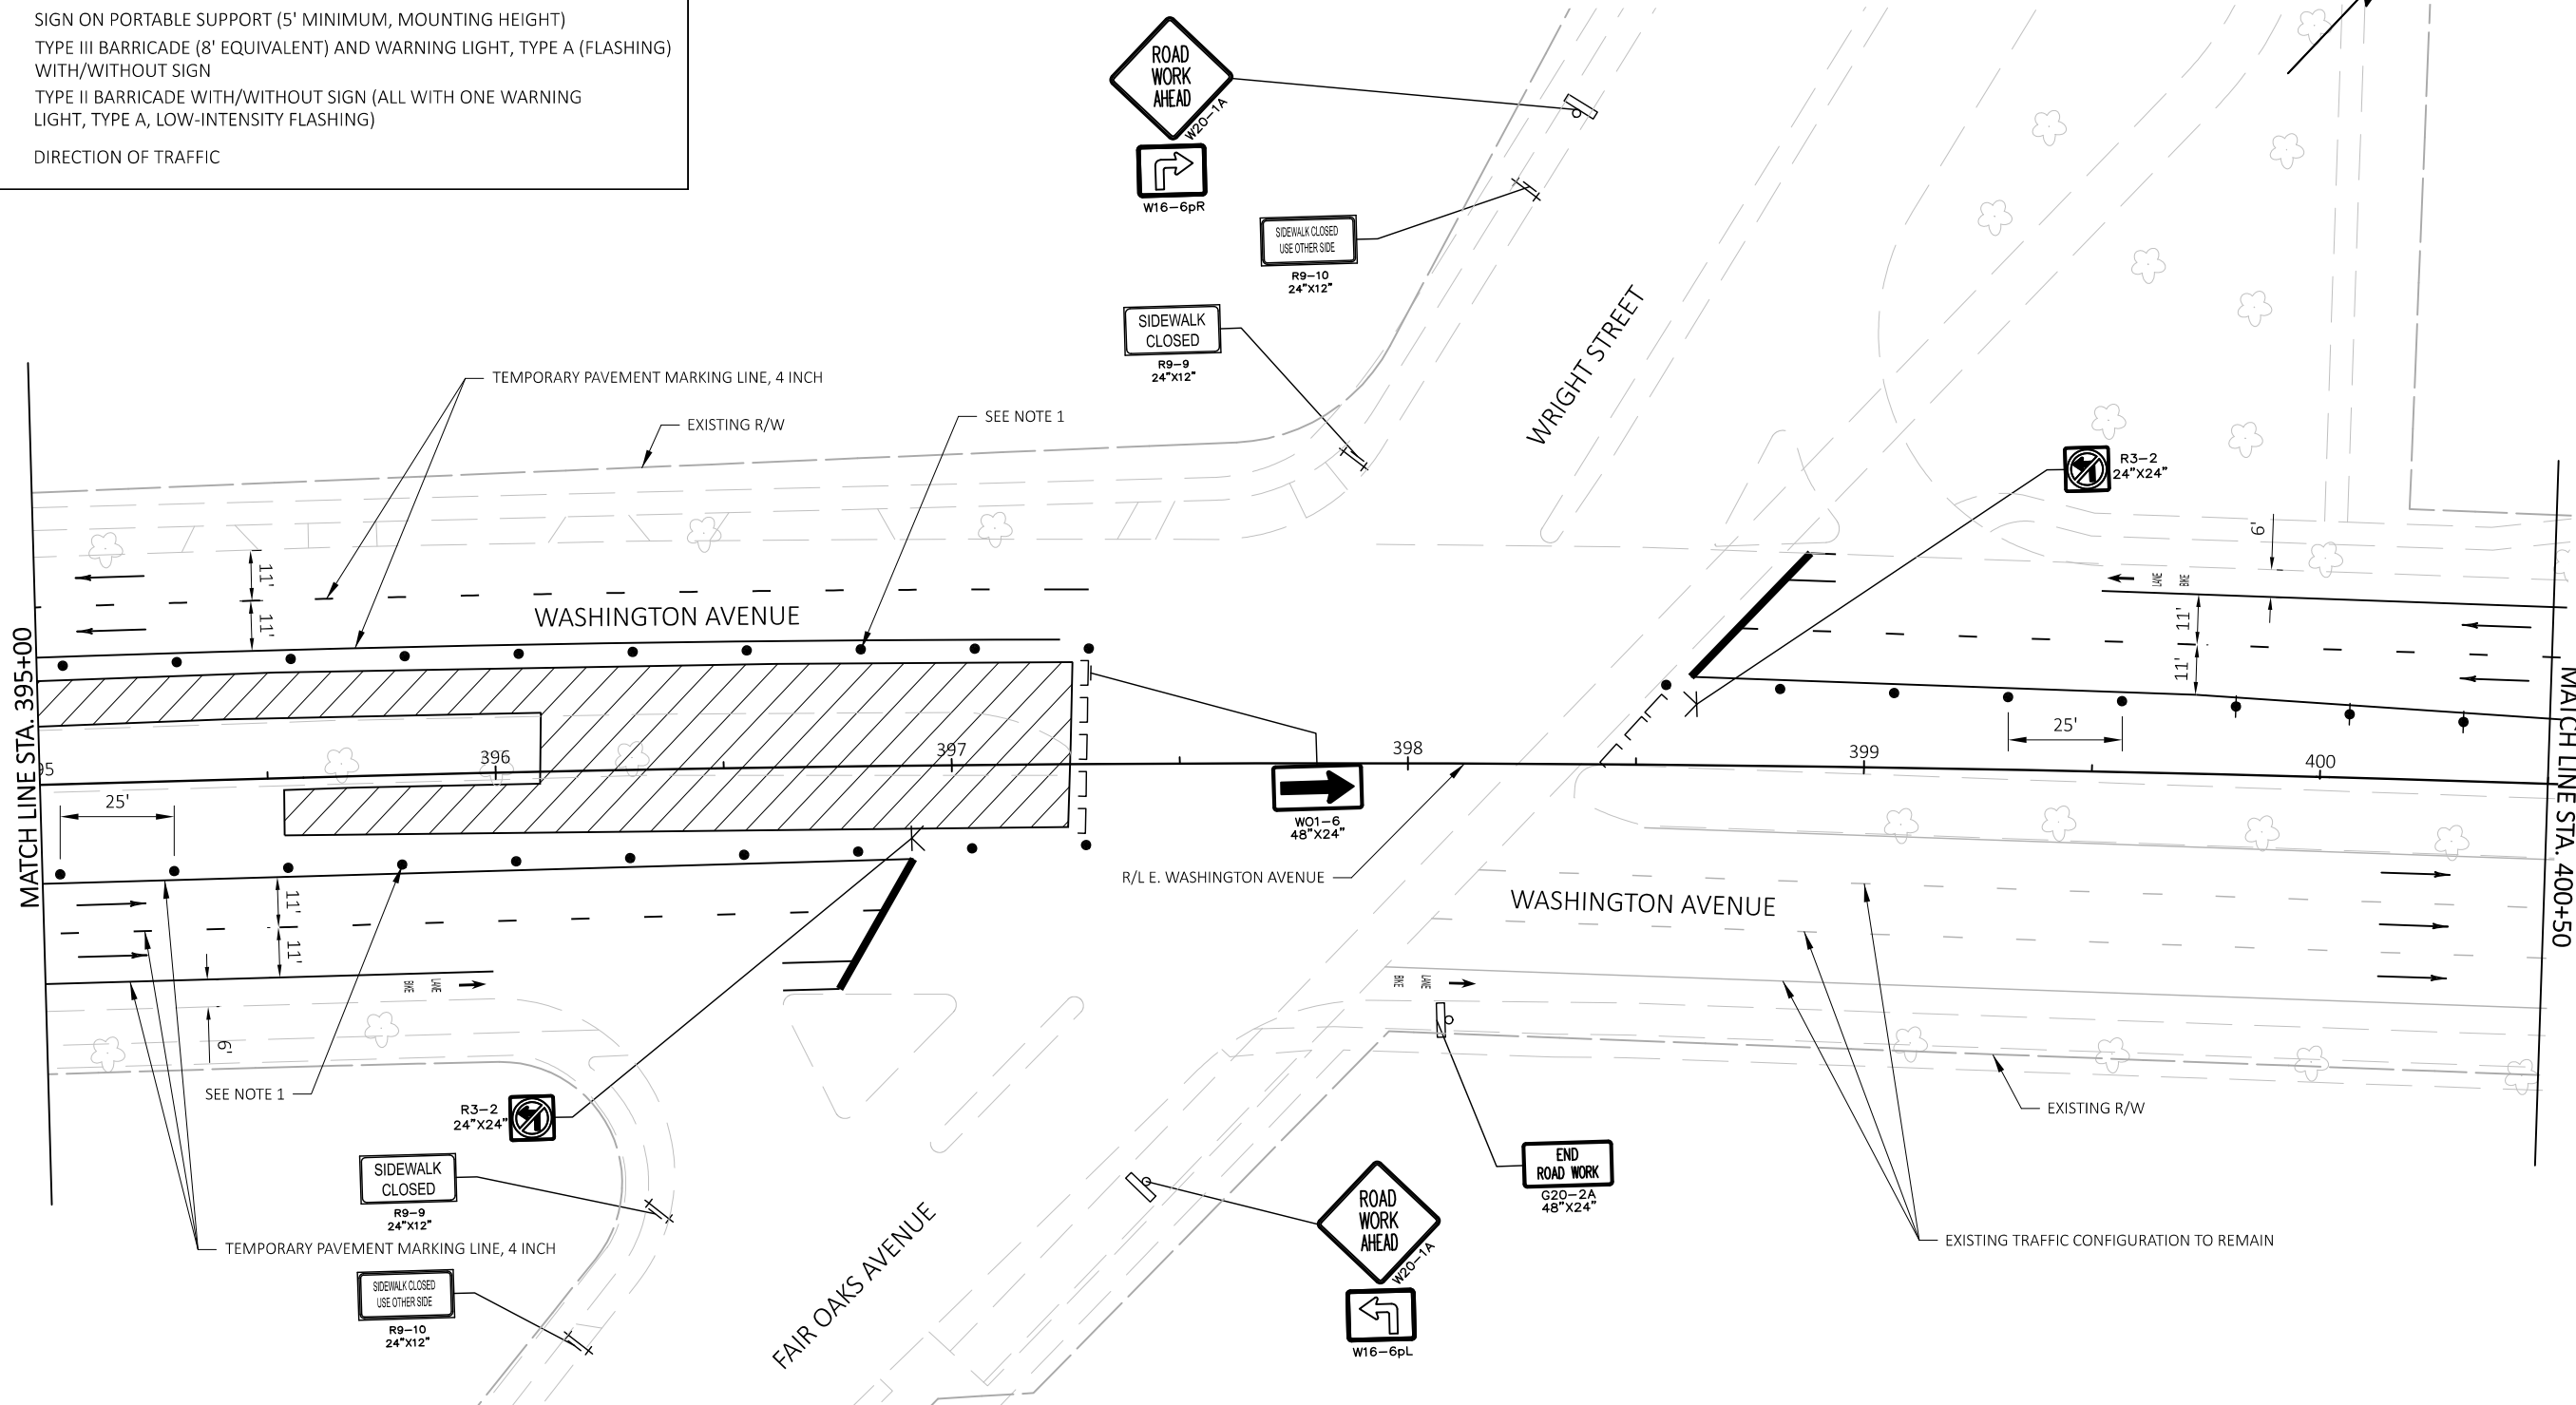 SIGN ON PORTABLE SUPPORT (5' MINIMUM, MOUNTING HEIGHT)
TYPE III BARRICADE (8' EQUIVALENT) AND WARNING LIGHT, TYPE A (FLASHING)
WITH/WITHOUT SIGN
TYPE II BARRICADE WITH/WITHOUT SIGN (ALL WITH ONE WARNING
LIGHT, TYPE A, LOW-INTENSITY FLASHING)
DIRECTION OF TRAFFIC
ROAD
WORK
AHEAD
W20-1A
W16-6pR
SIDEWALK CLOSED
USE OTHER SIDE
R9-10
24"X12"
SIDEWALK
CLOSED
R9-9
24"X12"
WRIGHT STREET
TEMPORARY PAVEMENT MARKING LINE, 4 INCH
EXISTING R/W
SEE NOTE 1
R3-2
24"X24"
6'
LANE
BIKE
11'
11'
11'
11'
WASHINGTON AVENUE
MATCH LINE STA. 395+00
MATCH LINE STA. 400+50
25'
95
396
397
398
399
400
25'
W01-6
48"X24"
R/L E. WASHINGTON AVENUE
WASHINGTON AVENUE
11'
11'
BIKE
LANE
BIKE
LANE
6'
SEE NOTE 1
R3-2
24"X24"
SIDEWALK
CLOSED
R9-9
24"X12"
TEMPORARY PAVEMENT MARKING LINE, 4 INCH
SIDEWALK CLOSED
USE OTHER SIDE
R9-10
24"X12"
FAIR OAKS AVENUE
ROAD
WORK
AHEAD
W20-1A
W16-6pL
END
ROAD WORK
G20-2A
48"X24"
EXISTING R/W
EXISTING TRAFFIC CONFIGURATION TO REMAIN